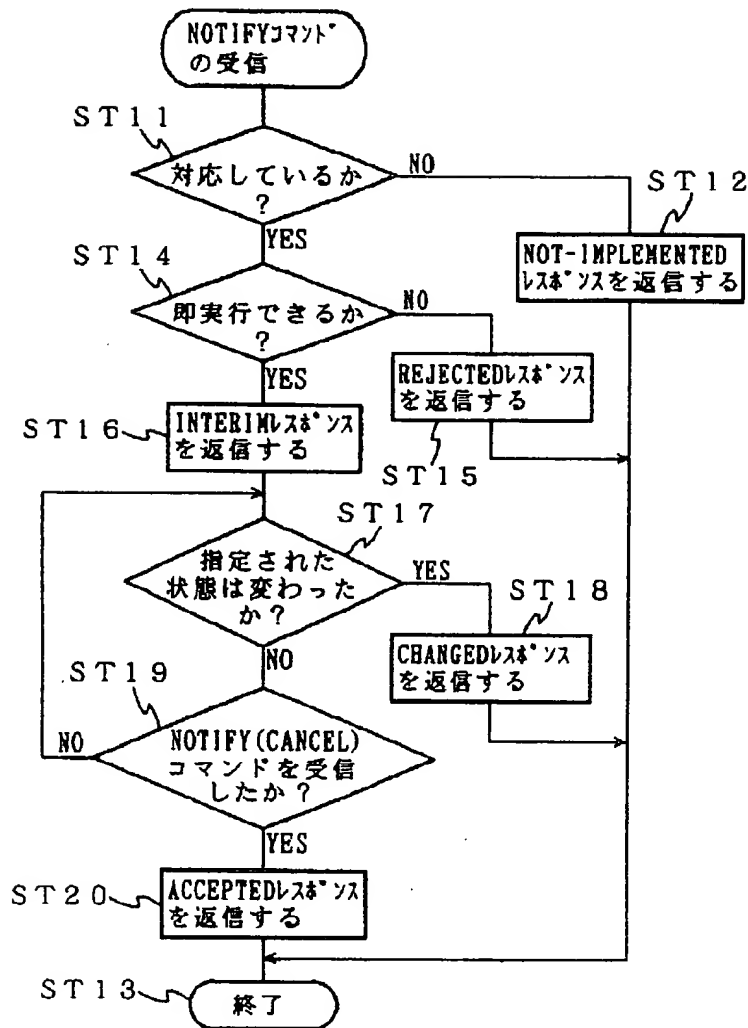 NOTIFYコマンド
の受信
ST11
対応しているか
?
NO
YES
ST12
NOT-IMPLEMENTED
レスポンスを返信する
ST14
即実行できるか
?
NO
YES
REJECTEDレスポンス
を返信する
ST15
ST16
INTERIMレスポンス
を返信する
ST17
指定された
状態は変わった
か?
YES
NO
ST18
CHANGEDレスポンス
を返信する
ST19
NOTIFY(CANCEL)
コマンドを受信
したか?
NO
YES
ST20
ACCEPTEDレスポンス
を返信する
ST13
終了